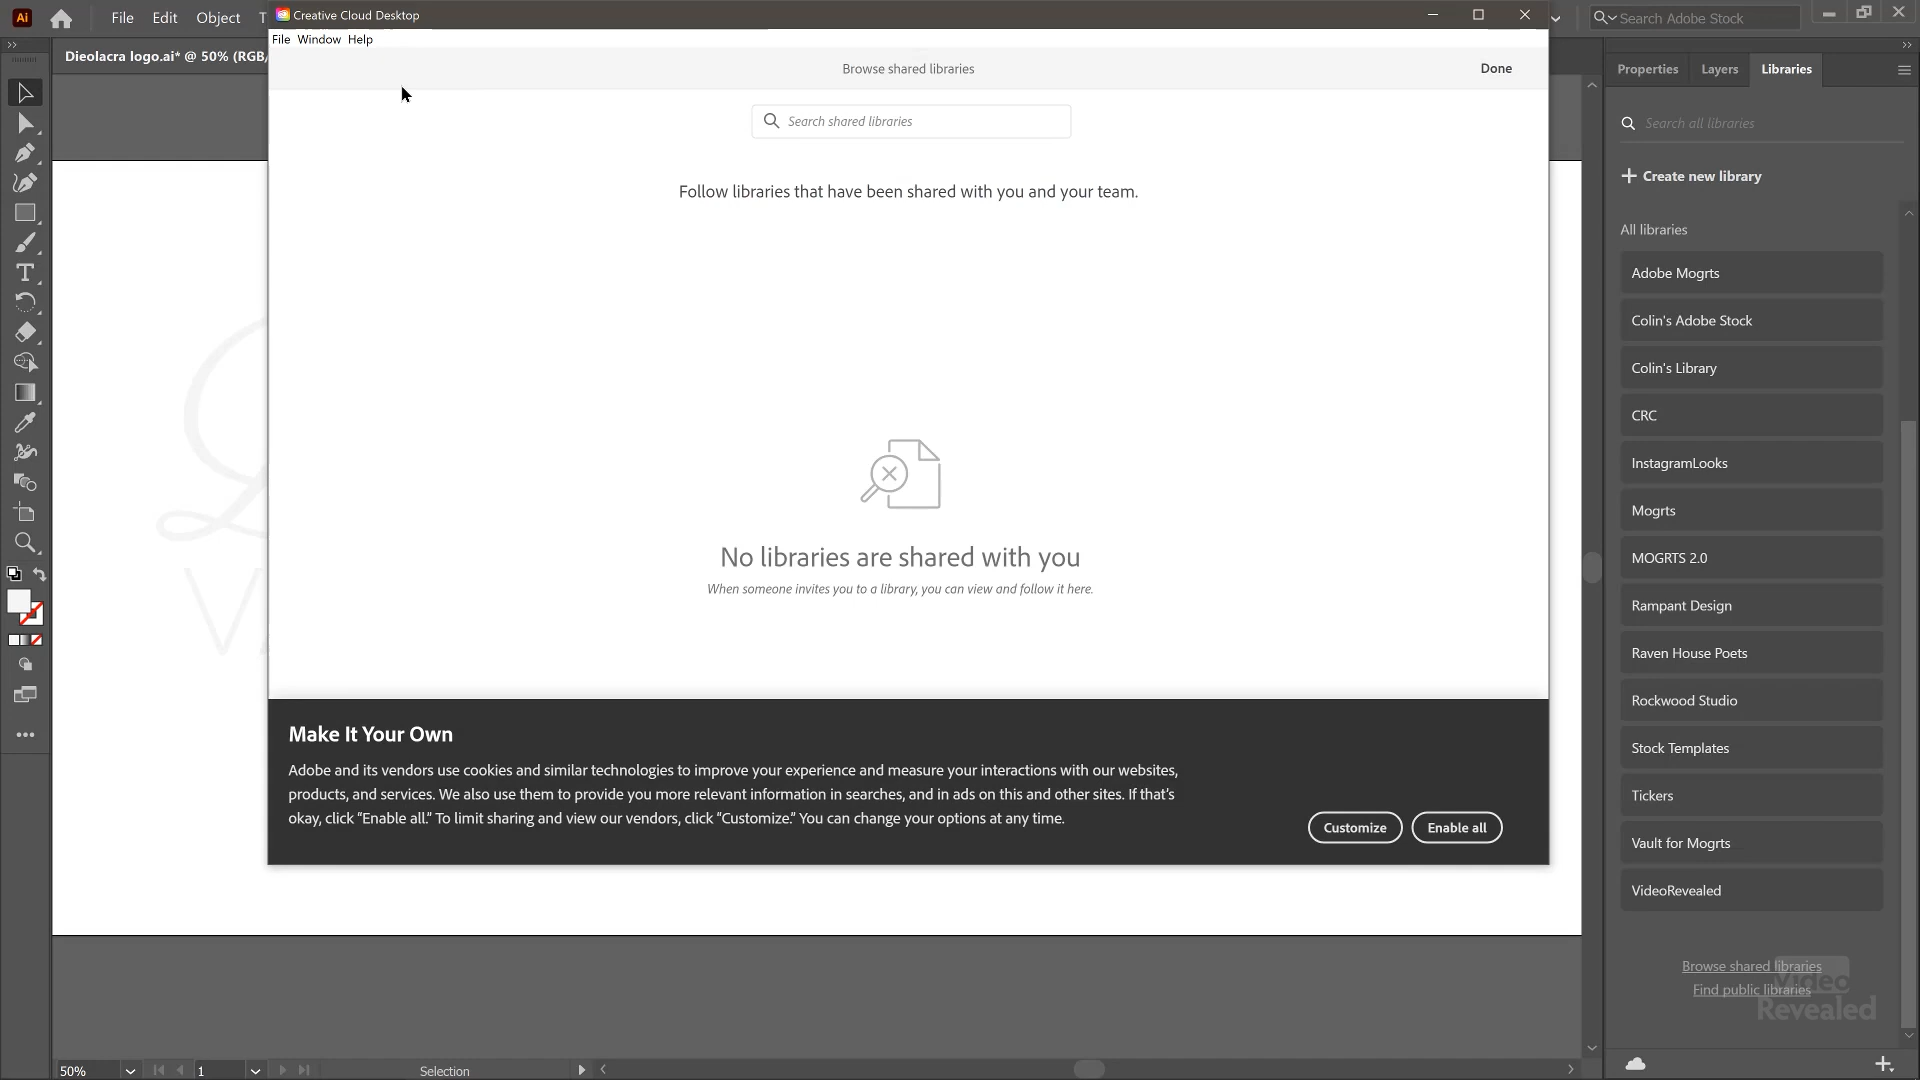 Ai
File Edit Object T
Creative Cloud Desktop
Search Adobe Stock
File Window Help
Dieolacra logo.ai* @ 50% (RGB/
Browse shared libraries
Done
Properties Layers Libraries
Search shared libraries
Search all libraries
Create new library
Follow libraries that have been shared with you and your team.
All libraries
Adobe Mogrts
Colin's Adobe Stock
Colin's Library
CRC
InstagramLooks
Mogrts
MOGRTS 2.0
Rampant Design
Raven House Poets
Rockwood Studio
Stock Templates
Tickers
Vault for Mogrts
VideoRevealed
Browse shared libraries
Find public libraries
Video
Revealed
No libraries are shared with you
When someone invites you to a library, you can view and follow it here.
Make It Your Own
Adobe and its vendors use cookies and similar technologies to improve your experience and measure your interactions with our websites,
products, and services. We also use them to provide you more relevant information in searches, and in ads on this and other sites. If that's
okay, click “Enable all.” To limit sharing and view our vendors, click “Customize.” You can change your options at any time.
Customize
Enable all
50%
1
Selection